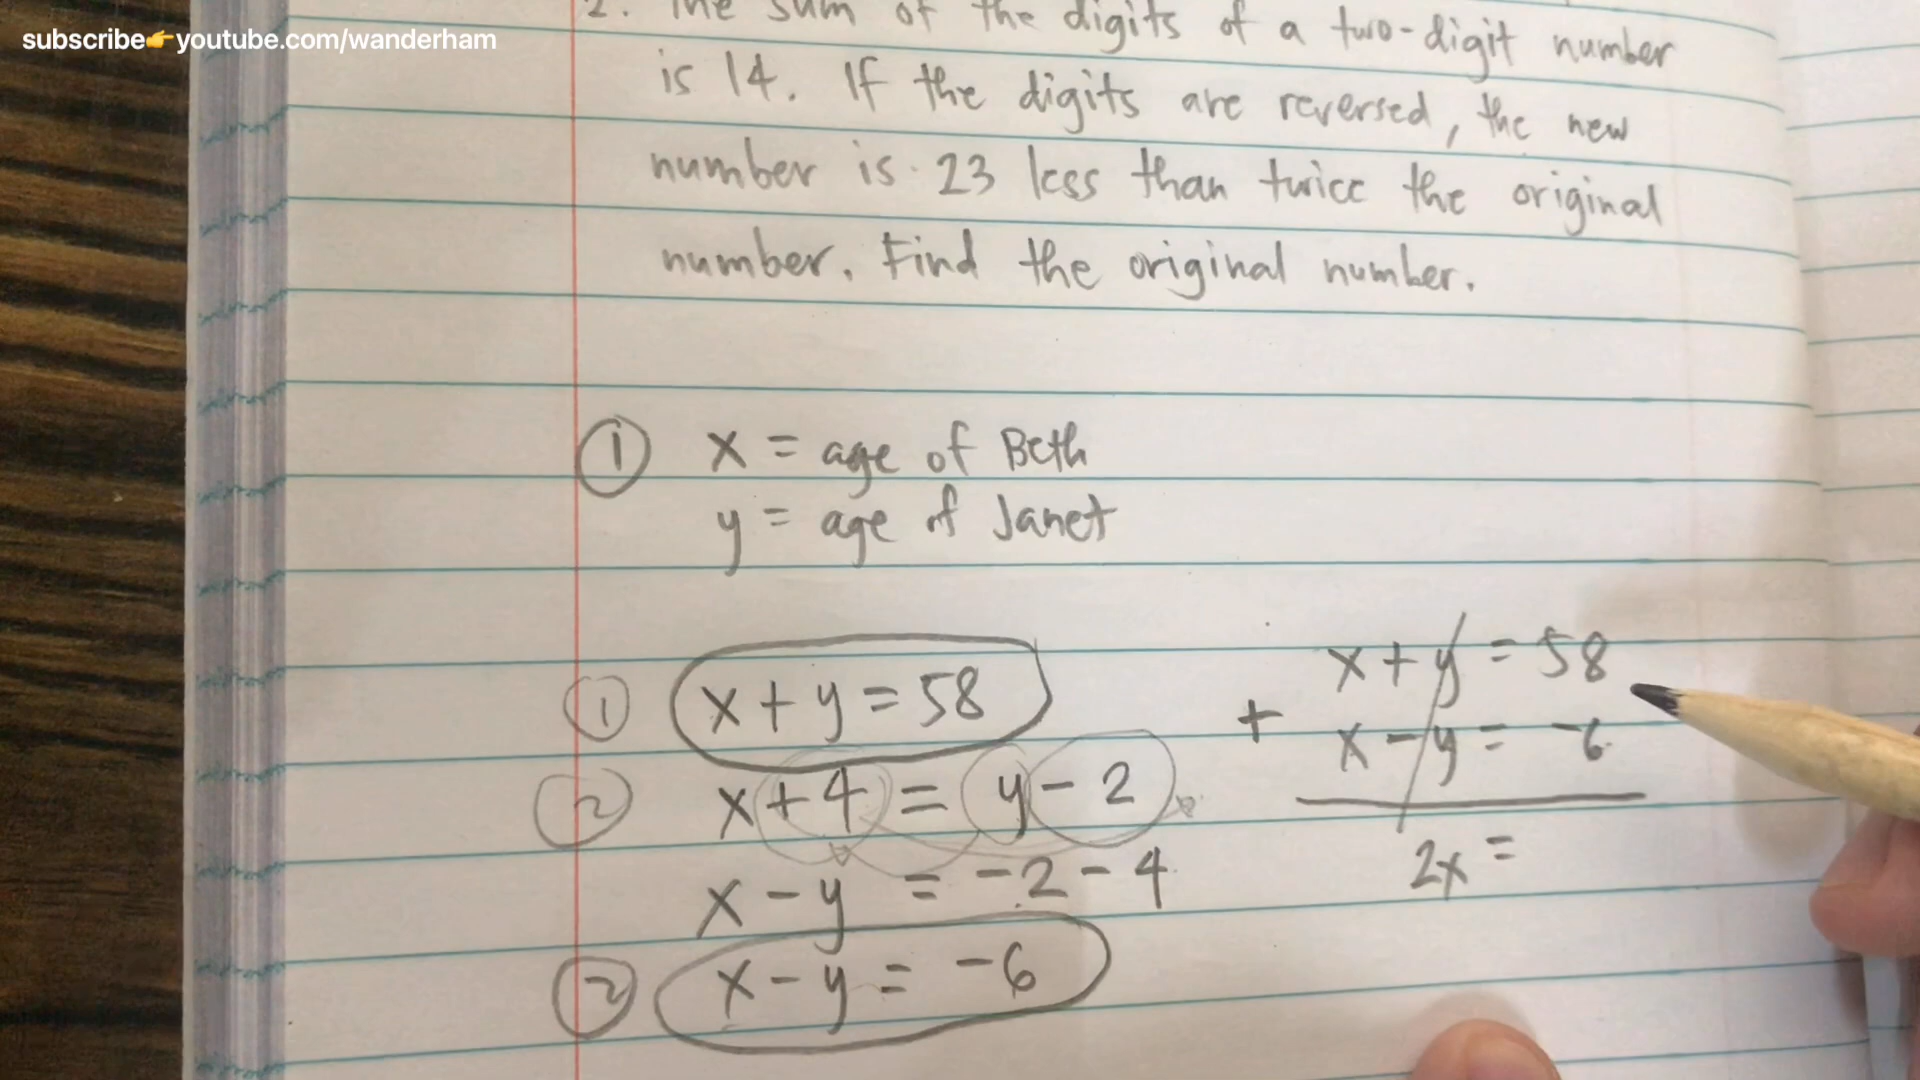 subscribe👉youtube.com/wanderham
2. The sum of the digits of a two-digit number
is 14. If the digits are reversed, the new
number is 23 less than twice the original
number. Find the original number.
① x = age of Beth
y = age of Janet
① x + y = 58
② x + 4 = y - 2
x - y = -2 - 4
② x - y = -6
x + y = 58
+ x - y = -6
2x =